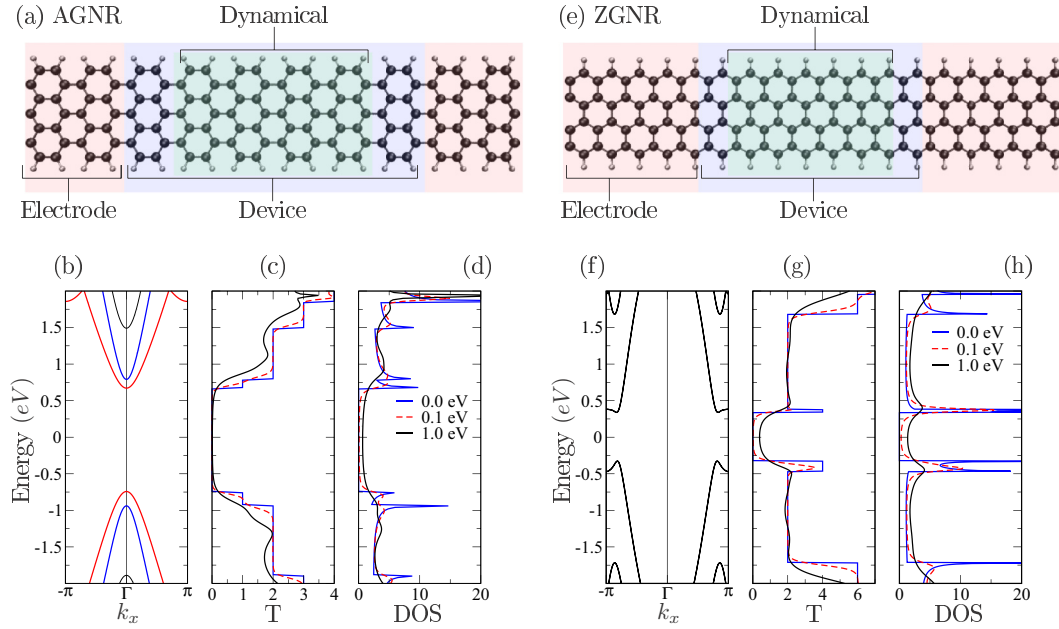 (a) AGNR
Dynamical
Electrode
Device
(e) ZGNR
Dynamical
Electrode
Device
(b)
(c)
(d)
Energy (eV)
1.5
1
0.5
0
-0.5
-1
-1.5
-π Γ π
k_x
0 1 2 3 4
T
0.0 eV
0.1 eV
1.0 eV
0 10 20
DOS
(f)
(g)
(h)
Energy (eV)
1.5
1
0.5
0
-0.5
-1
-1.5
-π Γ π
k_x
0 2 4 6
T
0.0 eV
0.1 eV
1.0 eV
0 10 20
DOS